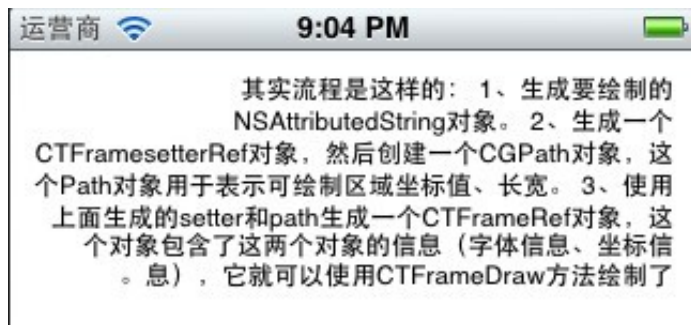 运营商 9:04 PM
其实流程是这样的： 1、生成要绘制的
NSAttributedString对象。 2、生成一个
CTFramesetterRef对象，然后创建一个CGPath对象，这
个Path对象用于表示可绘制区域坐标值、长宽。 3、使用
上面生成的setter和path生成一个CTFrameRef对象，这
个对象包含了这两个对象的信息（字体信息、坐标信
。息），它就可以使用CTFrameDraw方法绘制了